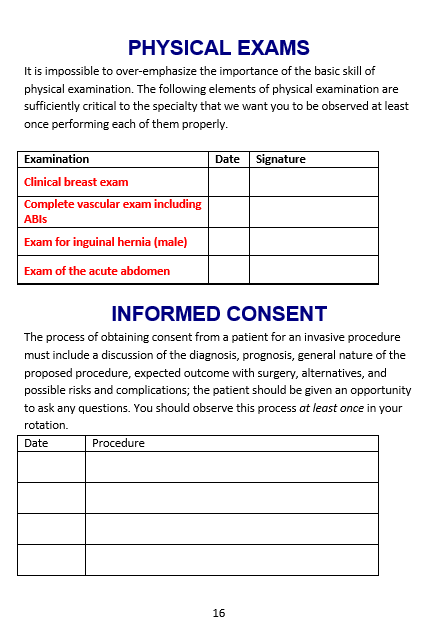 PHYSICAL EXAMS
It is impossible to over-emphasize the importance of the basic skill of
physical examination. The following elements of physical examination are
sufficiently critical to the specialty that we want you to be observed at least
once performing each of them properly.
Examination Date Signature
Clinical breast exam
Complete vascular exam including
ABIs
Exam for inguinal hernia (male)
Exam of the acute abdomen
INFORMED CONSENT
The process of obtaining consent from a patient for an invasive procedure
must include a discussion of the diagnosis, prognosis, general nature of the
proposed procedure, expected outcome with surgery, alternatives, and
possible risks and complications; the patient should be given an opportunity
to ask any questions. You should observe this process at least once in your
rotation.
Date Procedure
16